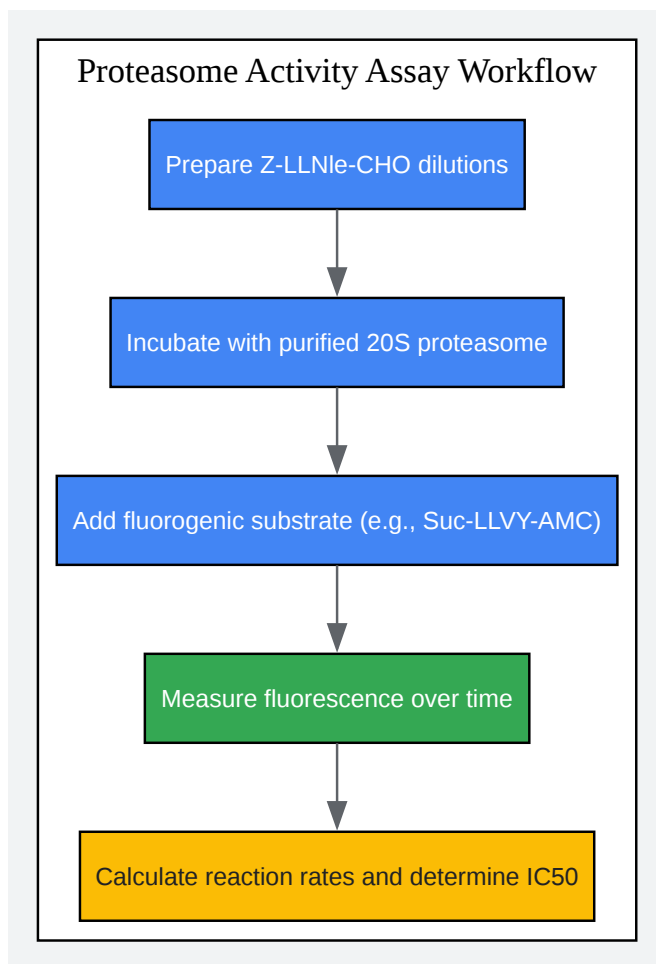 Proteasome Activity Assay Workflow
Prepare Z-LLNle-CHO dilutions
Incubate with purified 20S proteasome
Add fluorogenic substrate (e.g., Suc-LLVY-AMC)
Measure fluorescence over time
Calculate reaction rates and determine IC50